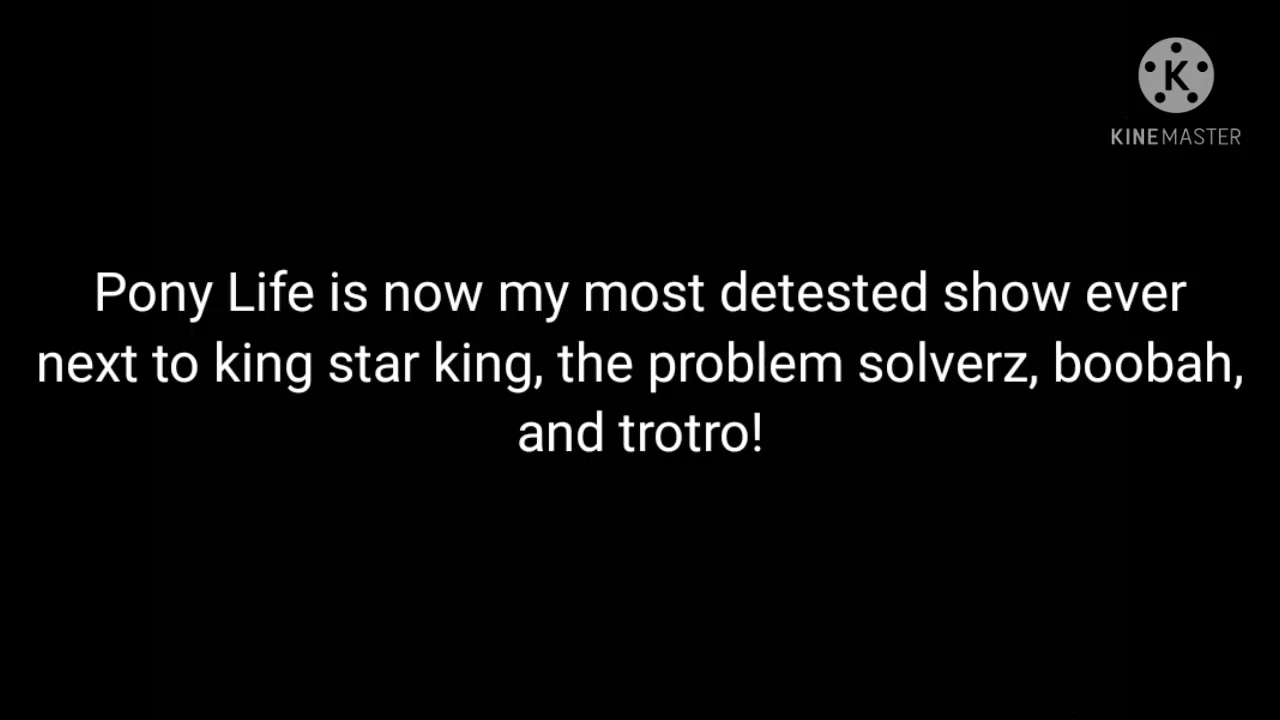 K
KINEMASTER
Pony Life is now my most detested show ever
next to king star king, the problem solverz, boobah,
and trotro!